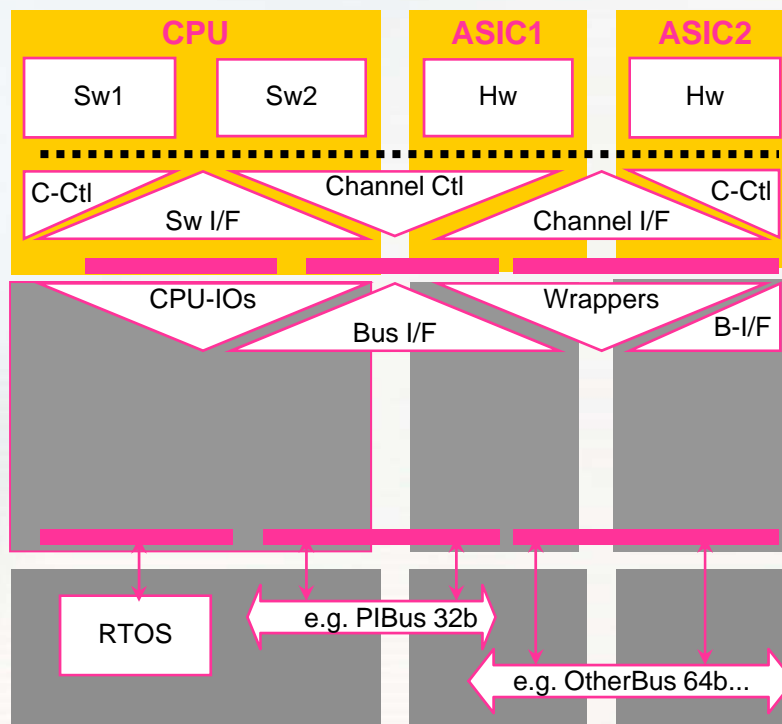 CPU
ASIC1
ASIC2
Sw1
Sw2
Hw
Hw
C-Ctl
Sw I/F
Channel Ctl
Channel I/F
C-Ctl
CPU-IOs
Bus I/F
Wrappers
B-I/F
RTOS
e.g. PIBus 32b
e.g. OtherBus 64b...